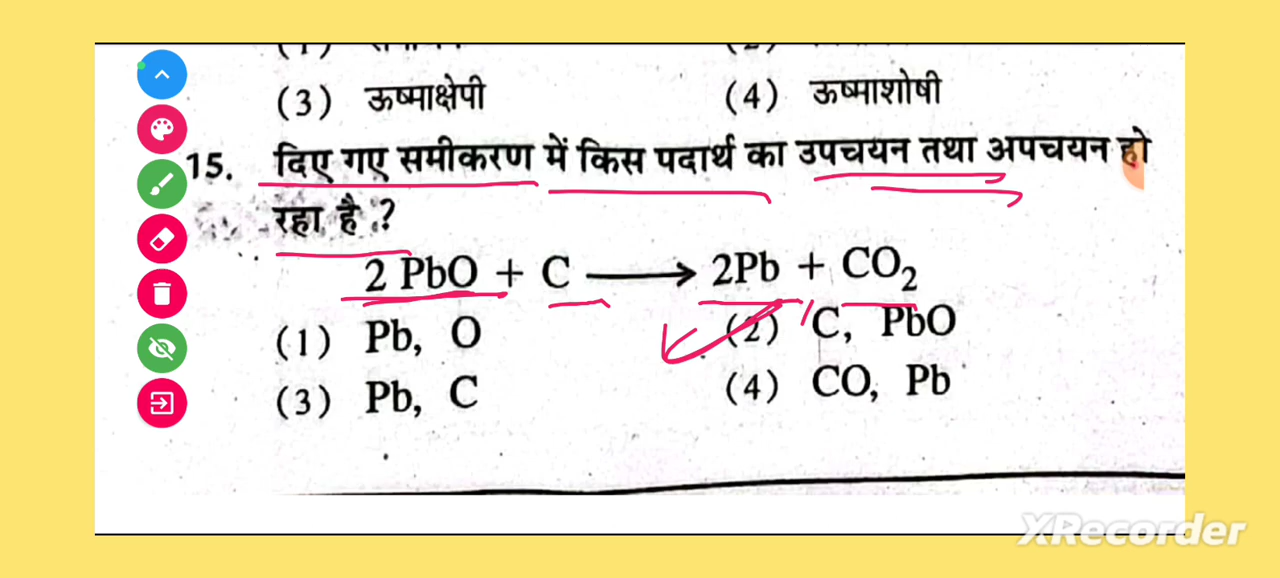 (3) ऊष्माक्षेपी (4) ऊष्माशोषी
15. दिए गए समीकरण में किस पदार्थ का उपचयन तथा अपचयन हो
रहा है ?
2 PbO + C ⟶ 2Pb + CO₂
(1) Pb, O (2) C, PbO
(3) Pb, C (4) CO, Pb
XRecorder